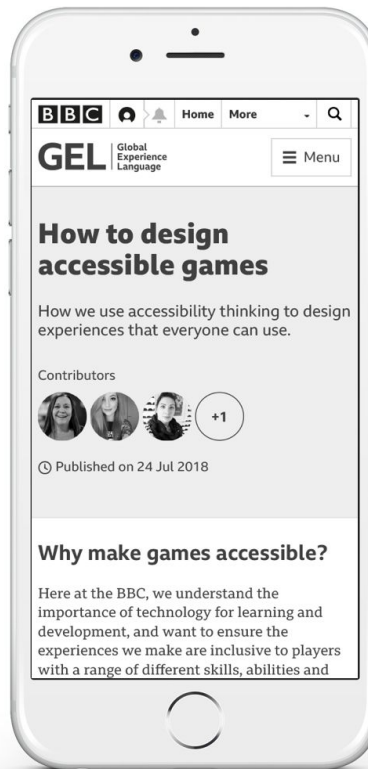 BBC Home More
GEL Global
Experience
Language
Menu
How to design
accessible games
How we use accessibility thinking to design
experiences that everyone can use.
Contributors
+1
Published on 24 Jul 2018
Why make games accessible?
Here at the BBC, we understand the
importance of technology for learning and
development, and want to ensure the
experiences we make are inclusive to players
with a range of different skills, abilities and